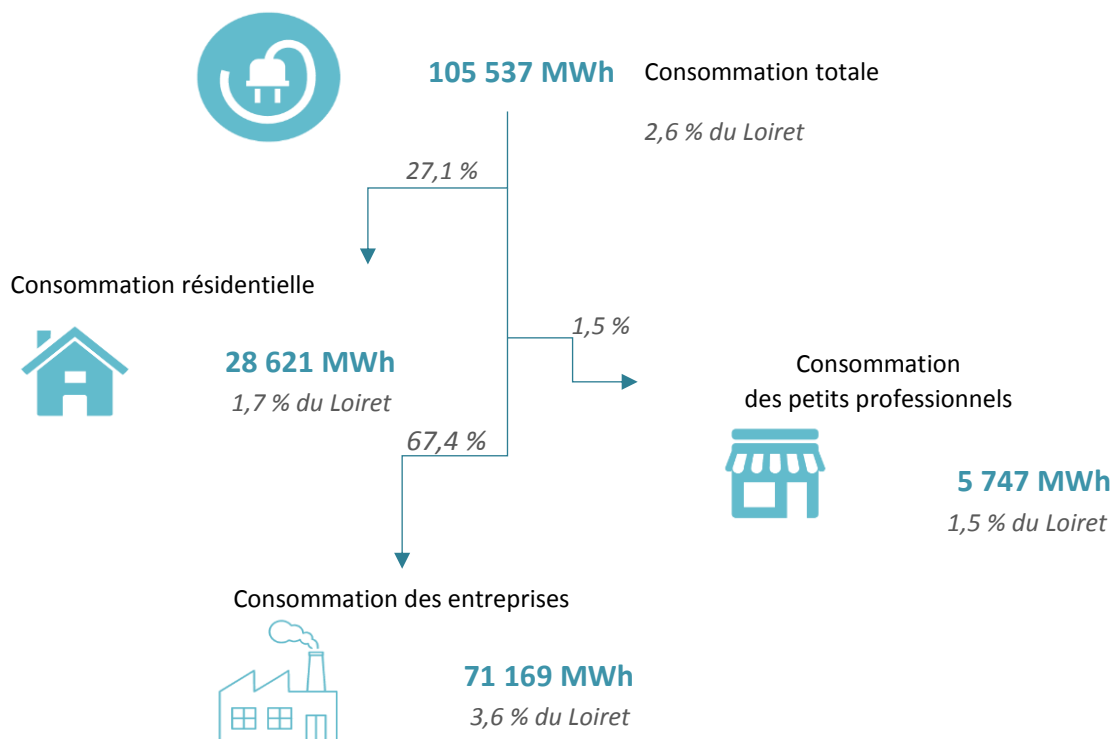 105 537 MWh Consommation totale
2,6 % du Loiret
27,1 %
Consommation résidentielle
28 621 MWh
1,7 % du Loiret
1,5 %
Consommation
des petits professionnels
5 747 MWh
1,5 % du Loiret
67,4 %
Consommation des entreprises
71 169 MWh
3,6 % du Loiret